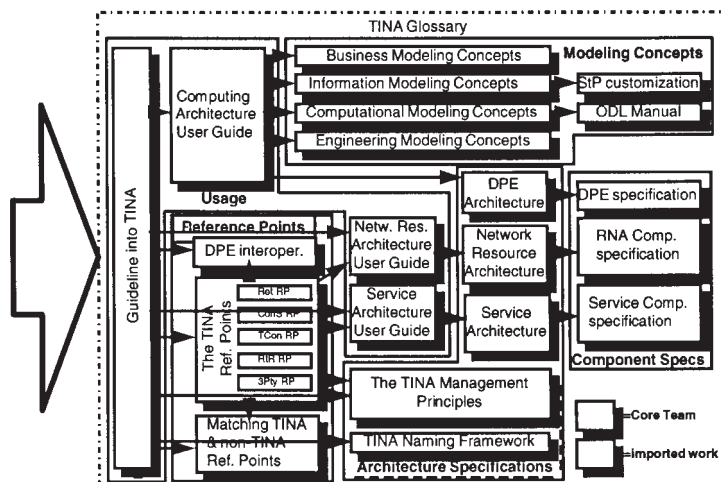 TINA Glossary
Business Modeling Concepts
Modeling Concepts
Information Modeling Concepts
StP customization
Computational Modeling Concepts
ODL Manual
Engineering Modeling Concepts
Computing
Architecture
User Guide
Usage
Guideline into TINA
Reference Points
DPE interoper.
The TINA
Ref. Points
Ret RP
ConS RP
TCon RP
RtR RP
3Pty RP
Matching TINA
& non-TINA
Ref. Points
Netw. Res.
Architecture
User Guide
Service
Architecture
User Guide
DPE
Architecture
Network
Resource
Architecture
Service
Architecture
DPE specification
RNA Comp.
specification
Service Comp.
specification
Component Specs
The TINA Management
Principles
TINA Naming Framework
Architecture Specifications
=Core Team
=imported work